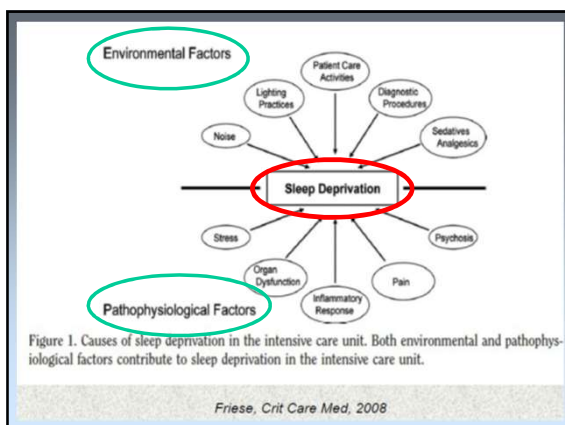 Environmental Factors
Patient Care
Activities
Lighting
Practices
Diagnostic
Procedures
Noise
Sedatives
Analgesics
Sleep Deprivation
Stress
Psychosis
Organ
Dysfunction
Pain
Inflammatory
Response
Pathophysiological Factors
Figure 1. Causes of sleep deprivation in the intensive care unit. Both environmental and pathophys-
iological factors contribute to sleep deprivation in the intensive care unit.
Friese, Crit Care Med, 2008